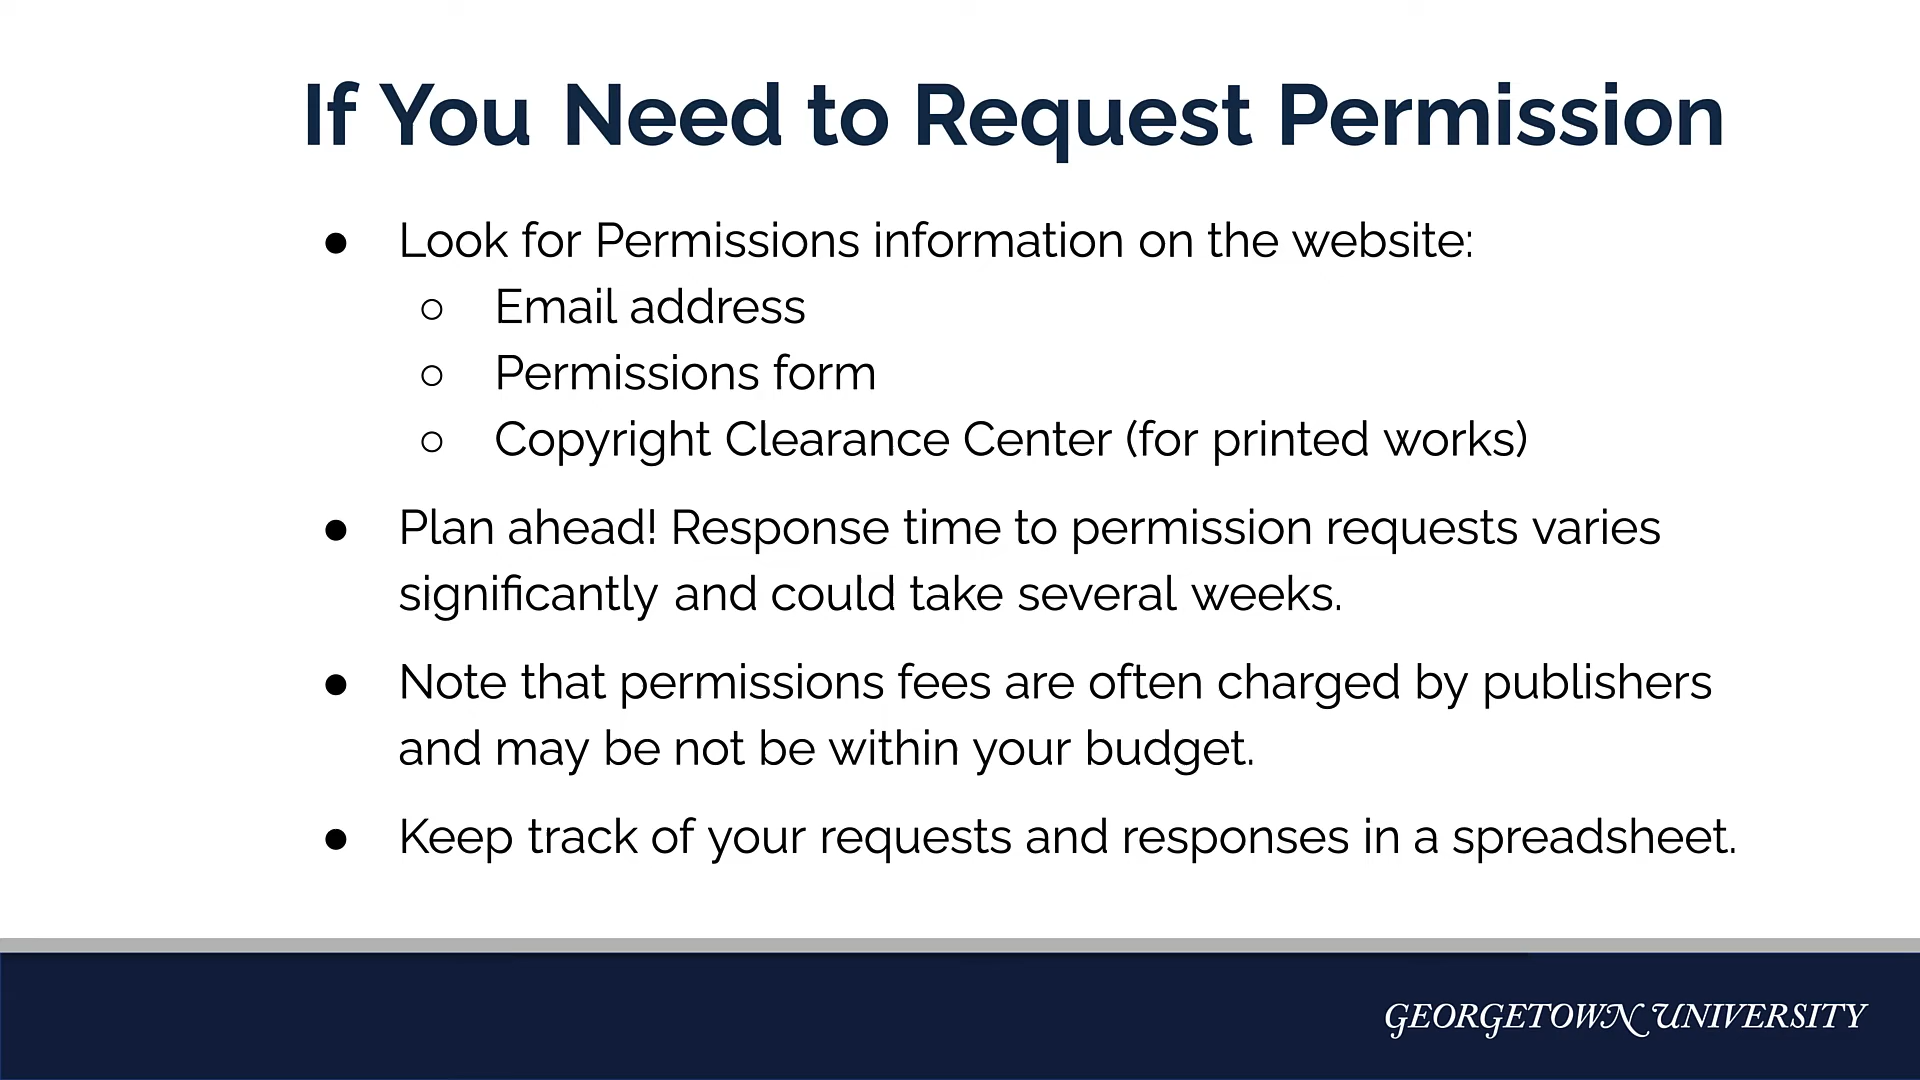 If You Need to Request Permission
● Look for Permissions information on the website:
○ Email address
○ Permissions form
○ Copyright Clearance Center (for printed works)
● Plan ahead! Response time to permission requests varies
significantly and could take several weeks.
● Note that permissions fees are often charged by publishers
and may be not be within your budget.
● Keep track of your requests and responses in a spreadsheet.
GEORGETOWN UNIVERSITY